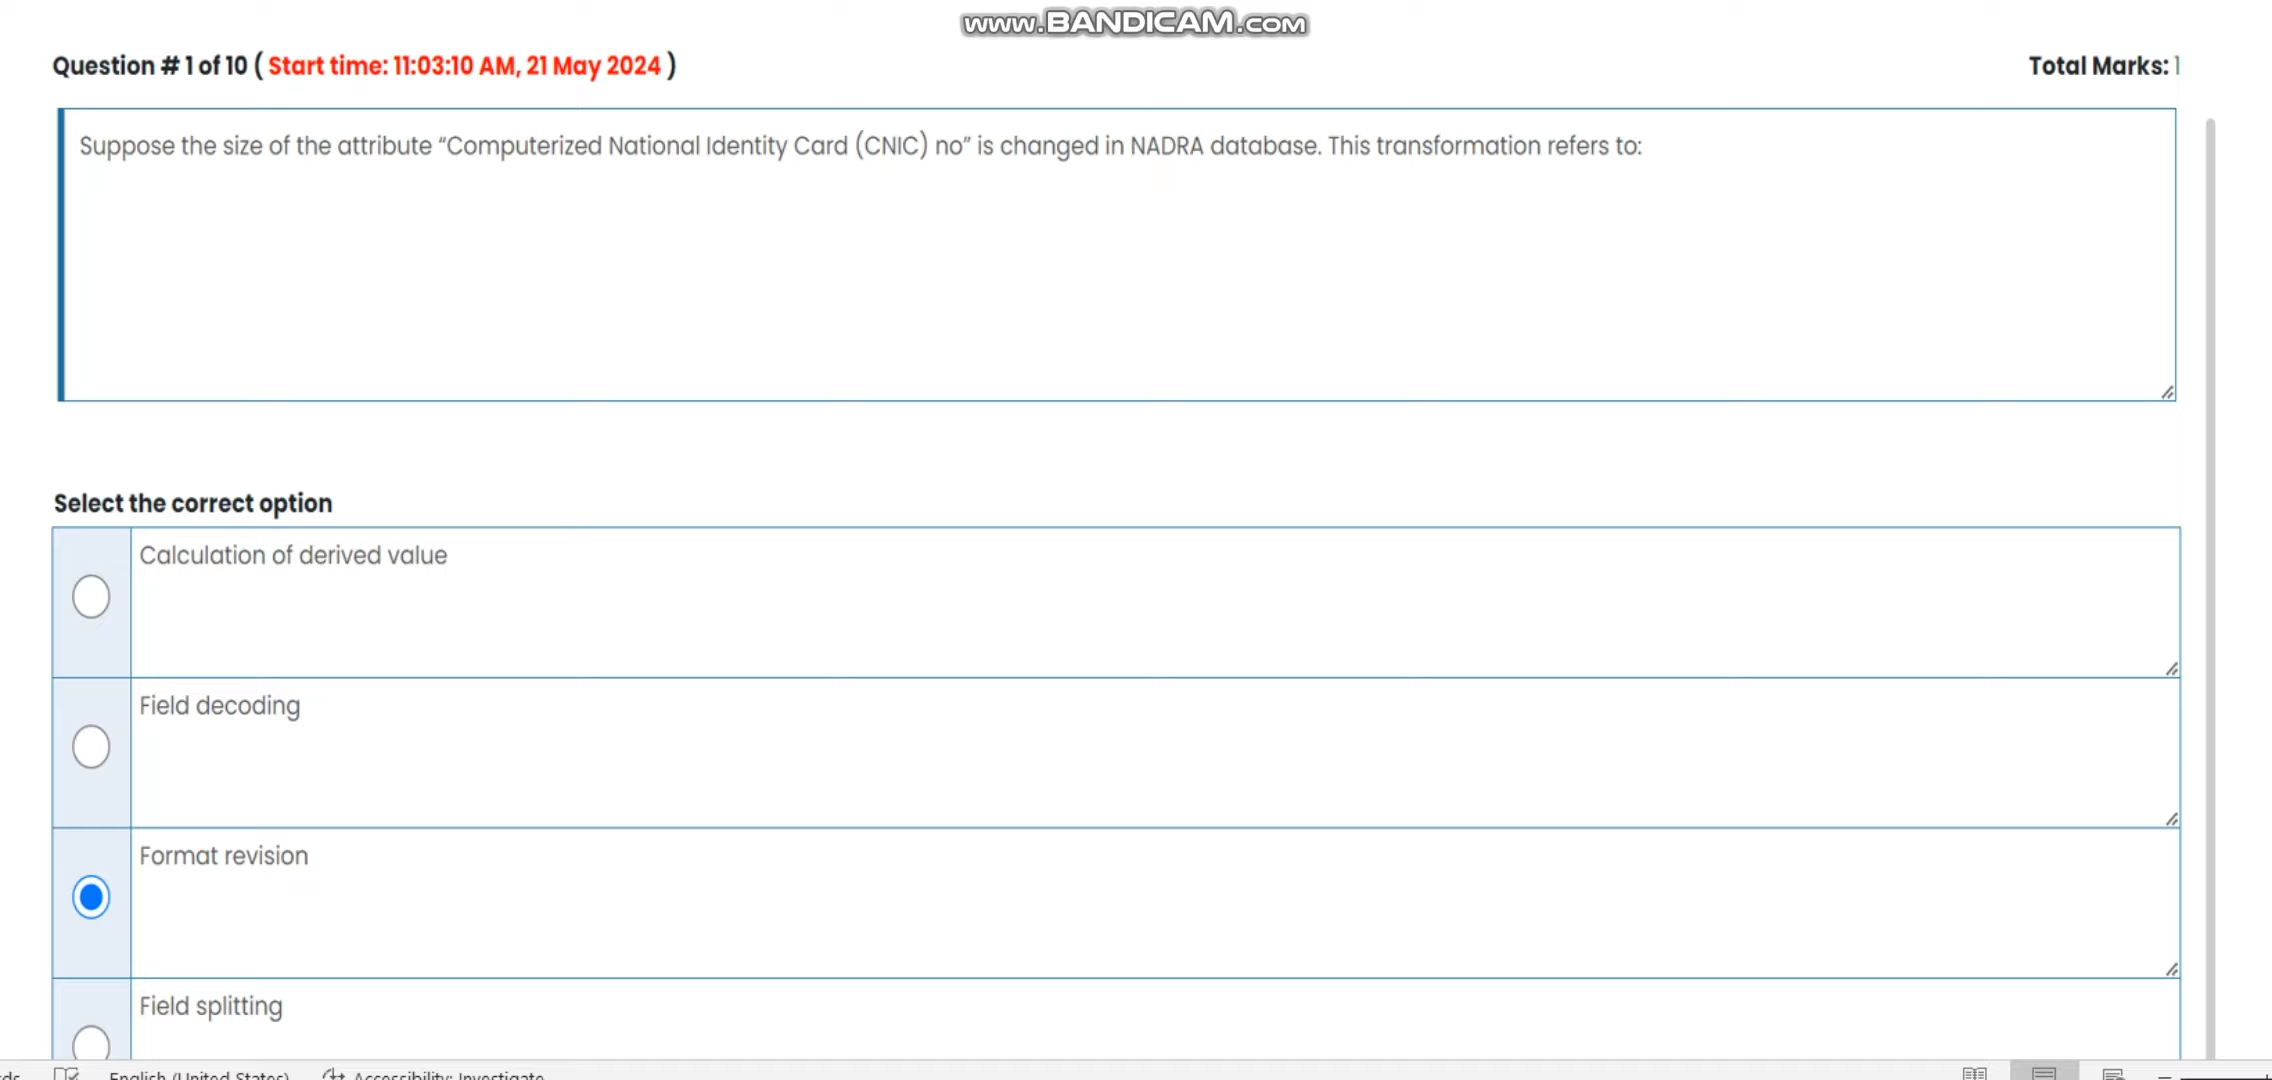 www.BANDICAM.com
Question # 1 of 10 ( Start time: 11:03:10 AM, 21 May 2024 )
Total Marks: 1
Suppose the size of the attribute “Computerized National Identity Card (CNIC) no” is changed in NADRA database. This transformation refers to:
Select the correct option
Calculation of derived value
Field decoding
Format revision
Field splitting
English (United States)
Accessibility: Investigate